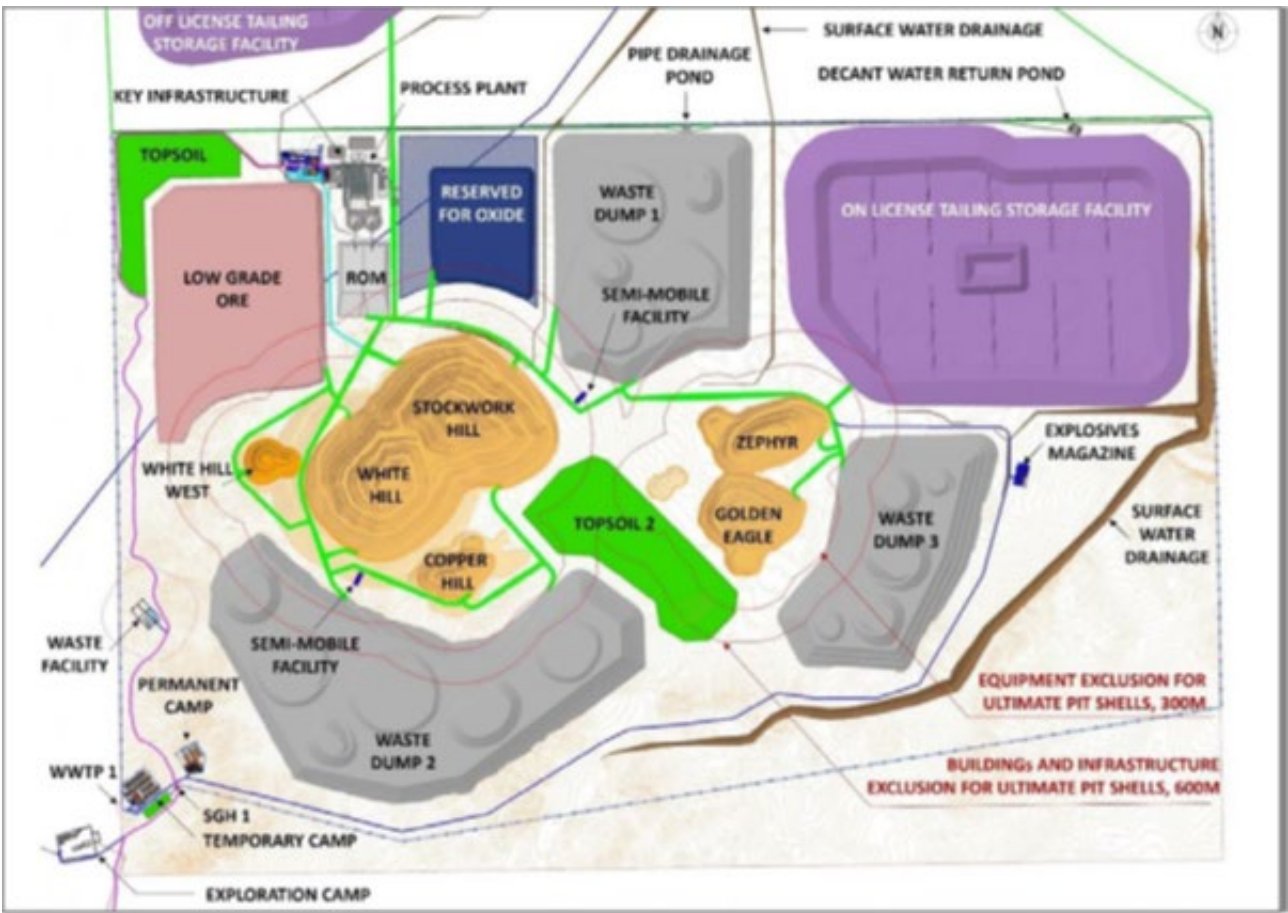 OFF LICENSE TAILING
STORAGE FACILITY
SURFACE WATER DRAINAGE
N
PIPE DRAINAGE
POND
DECANT WATER RETURN POND
KEY INFRASTRUCTURE
PROCESS PLANT
TOPSOIL
RESERVED
FOR OXIDE
WASTE
DUMP 1
ON LICENSE TAILING STORAGE FACILITY
LOW GRADE
ORE
ROM
SEMI-MOBILE
FACILITY
STOCKWORK
HILL
ZEPHYR
EXPLOSIVES
MAGAZINE
WHITE HILL
WEST
WHITE
HILL
TOPSOIL 2
GOLDEN
EAGLE
WASTE
DUMP 3
SURFACE
WATER
DRAINAGE
COPPER
HILL
WASTE
FACILITY
SEMI-MOBILE
FACILITY
PERMANENT
CAMP
EQUIPMENT EXCLUSION FOR
ULTIMATE PIT SHELLS, 300M
WASTE
DUMP 2
BUILDINGs AND INFRASTRUCTURE
EXCLUSION FOR ULTIMATE PIT SHELLS, 600M
WWTP 1
SGH 1
TEMPORARY CAMP
EXPLORATION CAMP